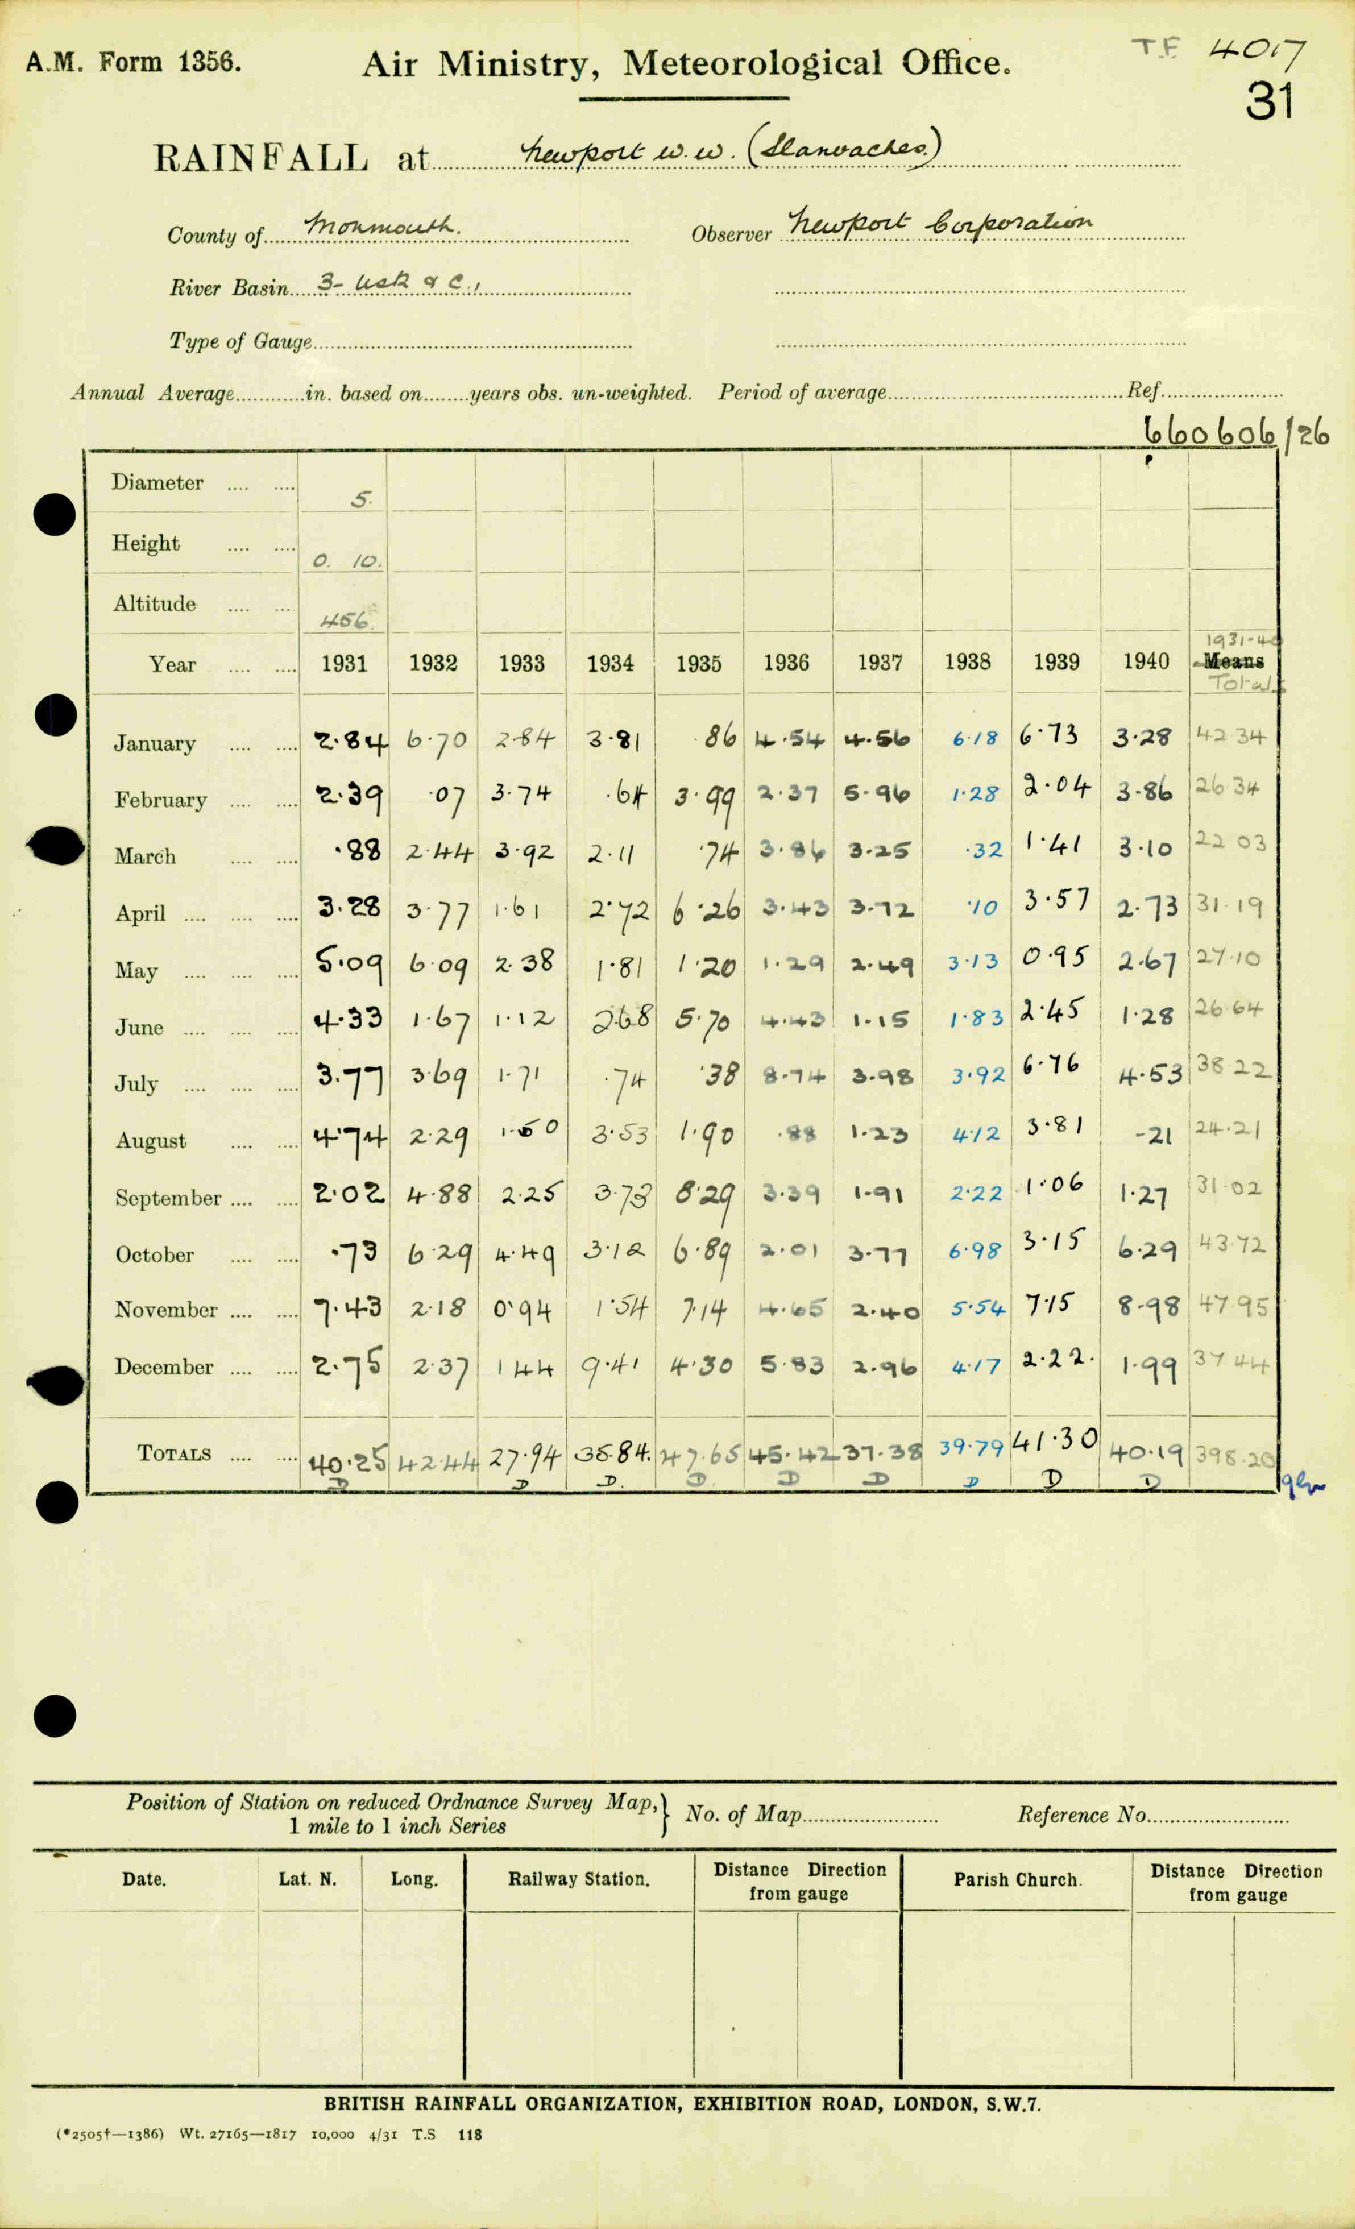 A.M. Form 1356.
Air Ministry, Meteorological Office.
T.F. 4017
31
RAINFALL at Newport W.W. (Llanvaches)
County of Monmouth. Observer Newport Corporation
River Basin 3- Usk & C.,
Type of Gauge
Annual Average in. based on years obs. un-weighted. Period of average Ref.
660606/26
Diameter 5.
Height 0. 10.
Altitude 456
1931-40
Year 1931 1932 1933 1934 1935 1936 1937 1938 1939 1940 Means
Totals
January 2·84 6·70 2·84 3·81 86 4·54 4·56 6·18 6·73 3·28 42·34
February 2·39 ·07 3·74 ·64 3·99 2·37 5·96 1·28 2·04 3·86 26·34
March ·88 2·44 3·92 2·11 ·74 3·86 3·25 ·32 1·41 3·10 22 03
April 3·28 3·77 1·61 2·72 6·26 3·43 3·72 ·10 3·57 2·73 31·19
May 5·09 6·09 2·38 1·81 1·20 1·29 2·49 3·13 0·95 2·67 27·10
June 4·33 1·67 1·12 2·68 5·70 4·43 1·15 1·83 2·45 1·28 26·64
July 3·77 3·69 1·71 ·74 ·38 8·74 3·98 3·92 6·76 4·53 38 22
August 4·74 2·29 1·50 3·53 1·90 ·88 1·23 4·12 3·81 -21 24·21
September 2·02 4·88 2·25 3·73 8·29 3·39 1·91 2·22 1·06 1·27 31·02
October ·73 6·29 4·49 3·12 6·89 2·01 3·77 6·98 3·15 6·29 43·72
November 7·43 2·18 0·94 1·54 7·14 4·65 2·40 5·54 7·15 8·98 47·95
December 2·75 2·37 1 44 9·41 4·30 5·83 2·96 4·17 2·22· 1·99 37 44
TOTALS 40·25 42·44 27·94 35·84. 47·65 45·42 37·38 39·79 41·30 40·19 398·20
D D D. D. D D D D D
Position of Station on reduced Ordnance Survey Map, } No. of Map Reference No.
1 mile to 1 inch Series
Date. Lat. N. Long. Railway Station. Distance Direction from gauge Parish Church. Distance Direction from gauge
BRITISH RAINFALL ORGANIZATION, EXHIBITION ROAD, LONDON, S.W.7.
(*2505†—1386) Wt. 27165—1817 10,000 4/31 T.S 118